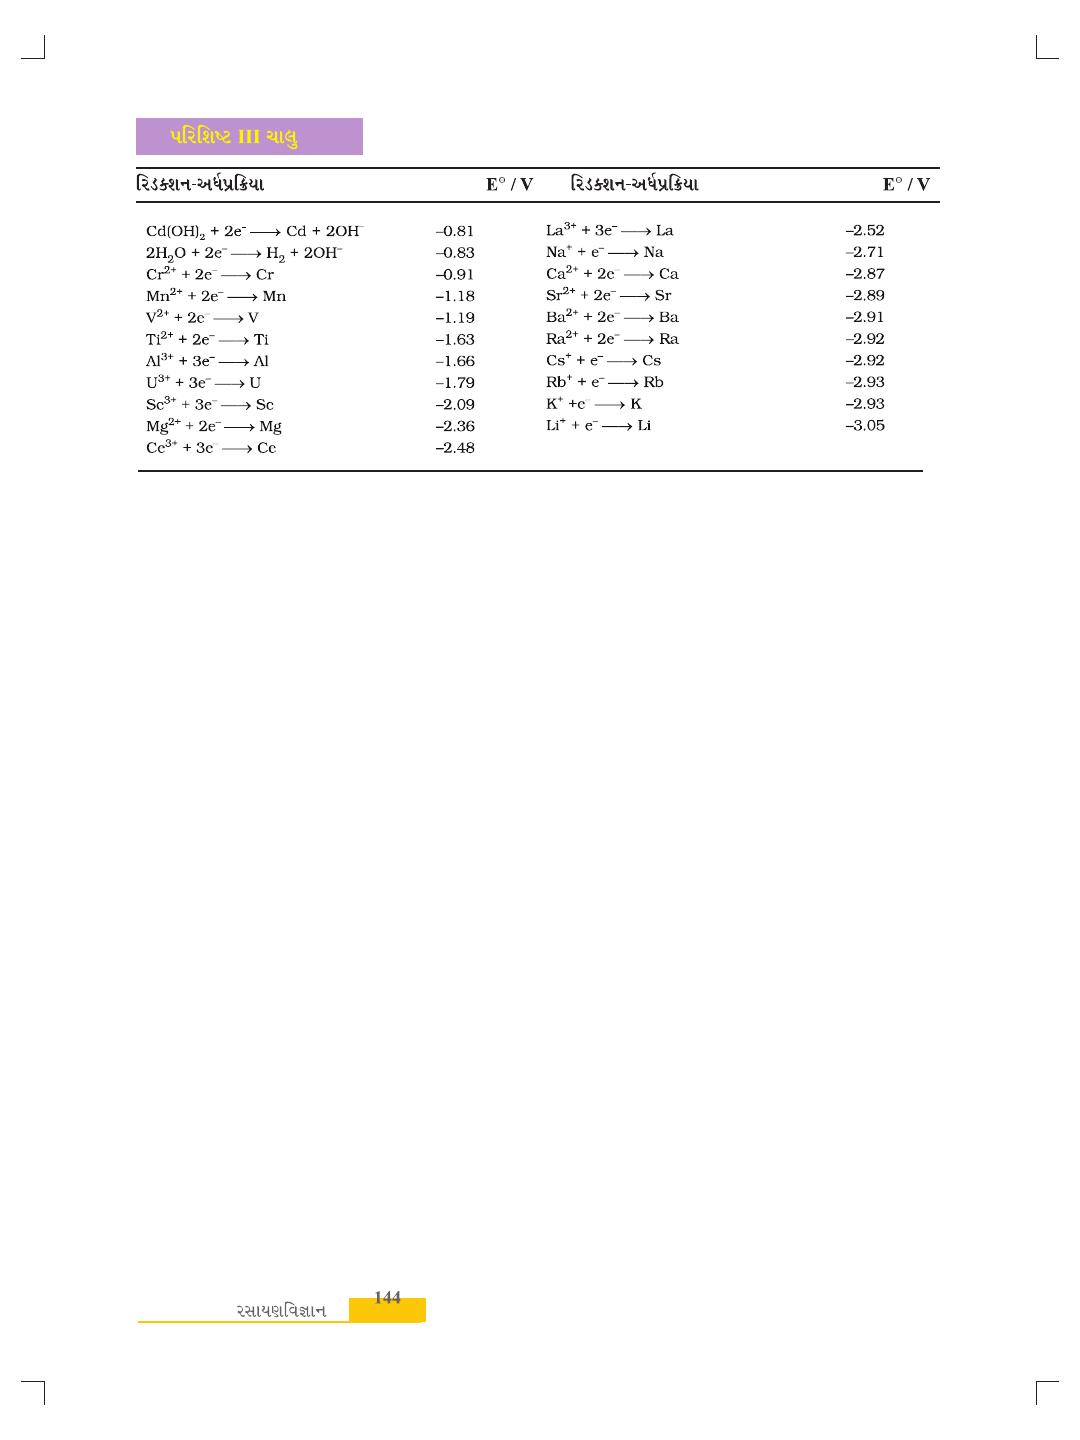 પરિશિષ્ટ III ચાલુ
રિડક્શન-અર્ધપ્રક્રિયા E⊖ / V રિડક્શન-અર્ધપ્રક્રિયા E⊖ / V
Cd(OH)₂ + 2e⁻ ⟶ Cd + 2OH⁻ –0.81 La³⁺ + 3e⁻ ⟶ La –2.52
2H₂O + 2e⁻ ⟶ H₂ + 2OH⁻ –0.83 Na⁺ + e⁻ ⟶ Na –2.71
Cr²⁺ + 2e⁻ ⟶ Cr –0.91 Ca²⁺ + 2e⁻ ⟶ Ca –2.87
Mn²⁺ + 2e⁻ ⟶ Mn –1.18 Sr²⁺ + 2e⁻ ⟶ Sr –2.89
V²⁺ + 2e⁻ ⟶ V –1.19 Ba²⁺ + 2e⁻ ⟶ Ba –2.91
Ti²⁺ + 2e⁻ ⟶ Ti –1.63 Ra²⁺ + 2e⁻ ⟶ Ra –2.92
Al³⁺ + 3e⁻ ⟶ Al –1.66 Cs⁺ + e⁻ ⟶ Cs –2.92
U³⁺ + 3e⁻ ⟶ U –1.79 Rb⁺ + e⁻ ⟶ Rb –2.93
Sc³⁺ + 3e⁻ ⟶ Sc –2.09 K⁺ +e⁻ ⟶ K –2.93
Mg²⁺ + 2e⁻ ⟶ Mg –2.36 Li⁺ + e⁻ ⟶ Li –3.05
Ce³⁺ + 3e⁻ ⟶ Ce –2.48
રસાયણવિજ્ઞાન 144